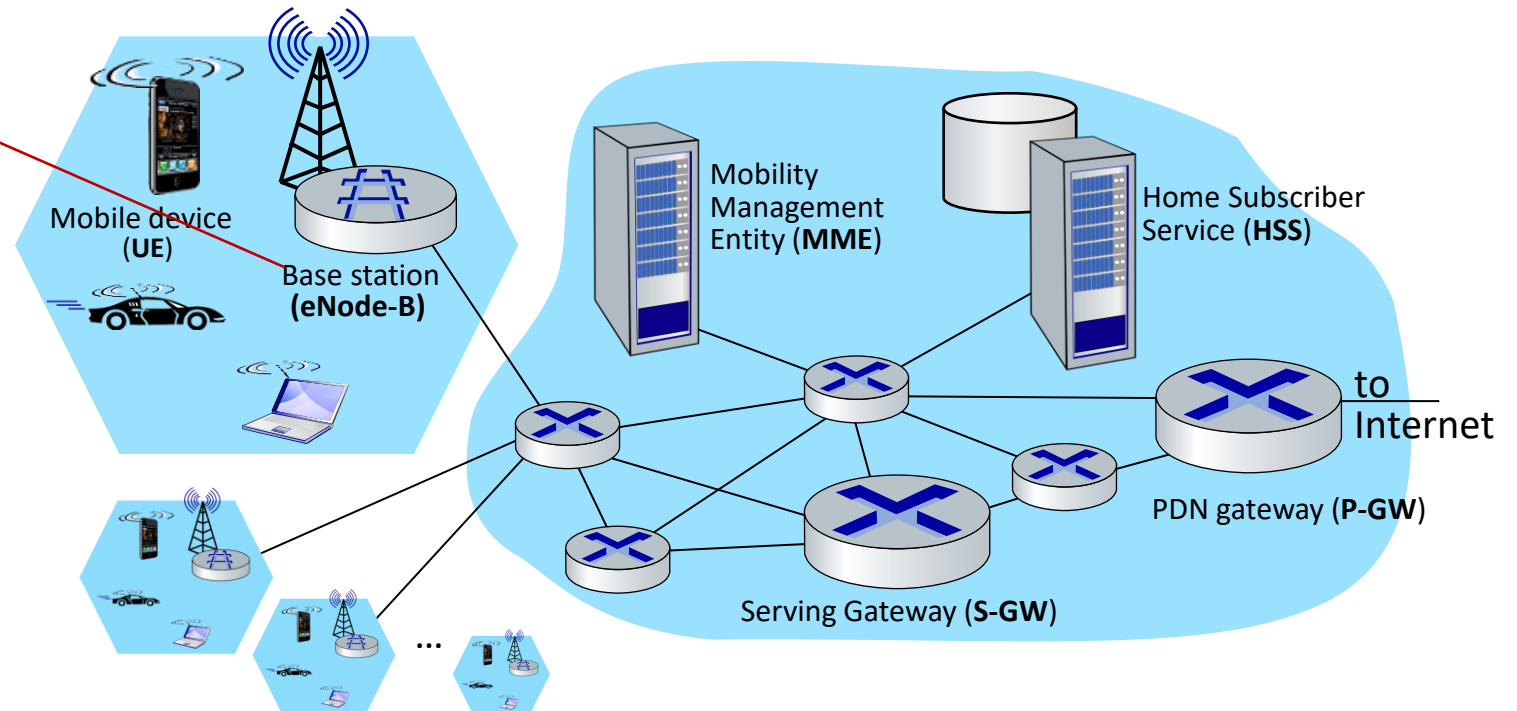 Mobile device
(UE)
Base station
(eNode-B)
Mobility
Management
Entity (MME)
Home Subscriber
Service (HSS)
to
Internet
PDN gateway (P-GW)
Serving Gateway (S-GW)
...